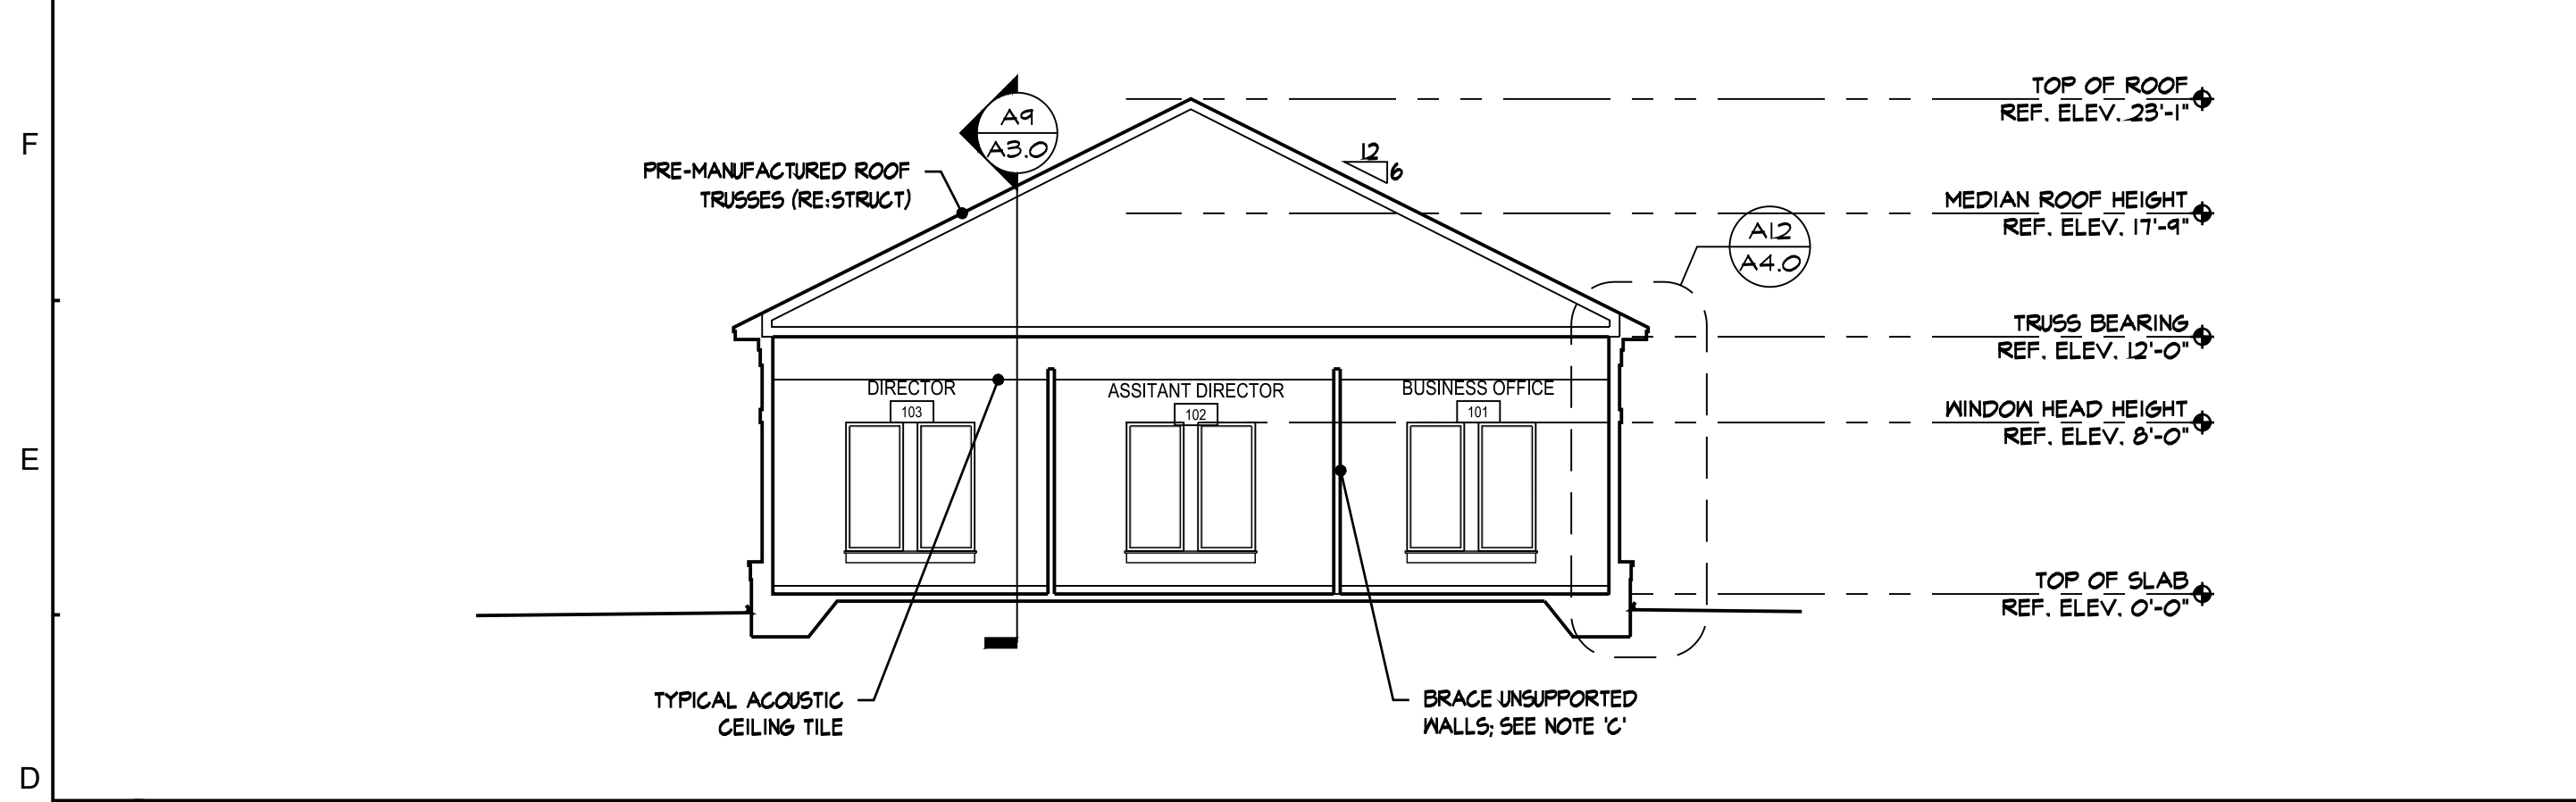 F
E
D
A9
A3.0
PRE-MANUFACTURED ROOF
TRUSSES (RE:STRUCT)
12
6
A12
A4.0
TOP OF ROOF
REF. ELEV. 23'-1"
MEDIAN ROOF HEIGHT
REF. ELEV. 17'-9"
TRUSS BEARING
REF. ELEV. 12'-0"
WINDOW HEAD HEIGHT
REF. ELEV. 8'-0"
TOP OF SLAB
REF. ELEV. 0'-0"
DIRECTOR
103
ASSITANT DIRECTOR
102
BUSINESS OFFICE
101
TYPICAL ACOUSTIC
CEILING TILE
BRACE UNSUPPORTED
WALLS; SEE NOTE 'C'